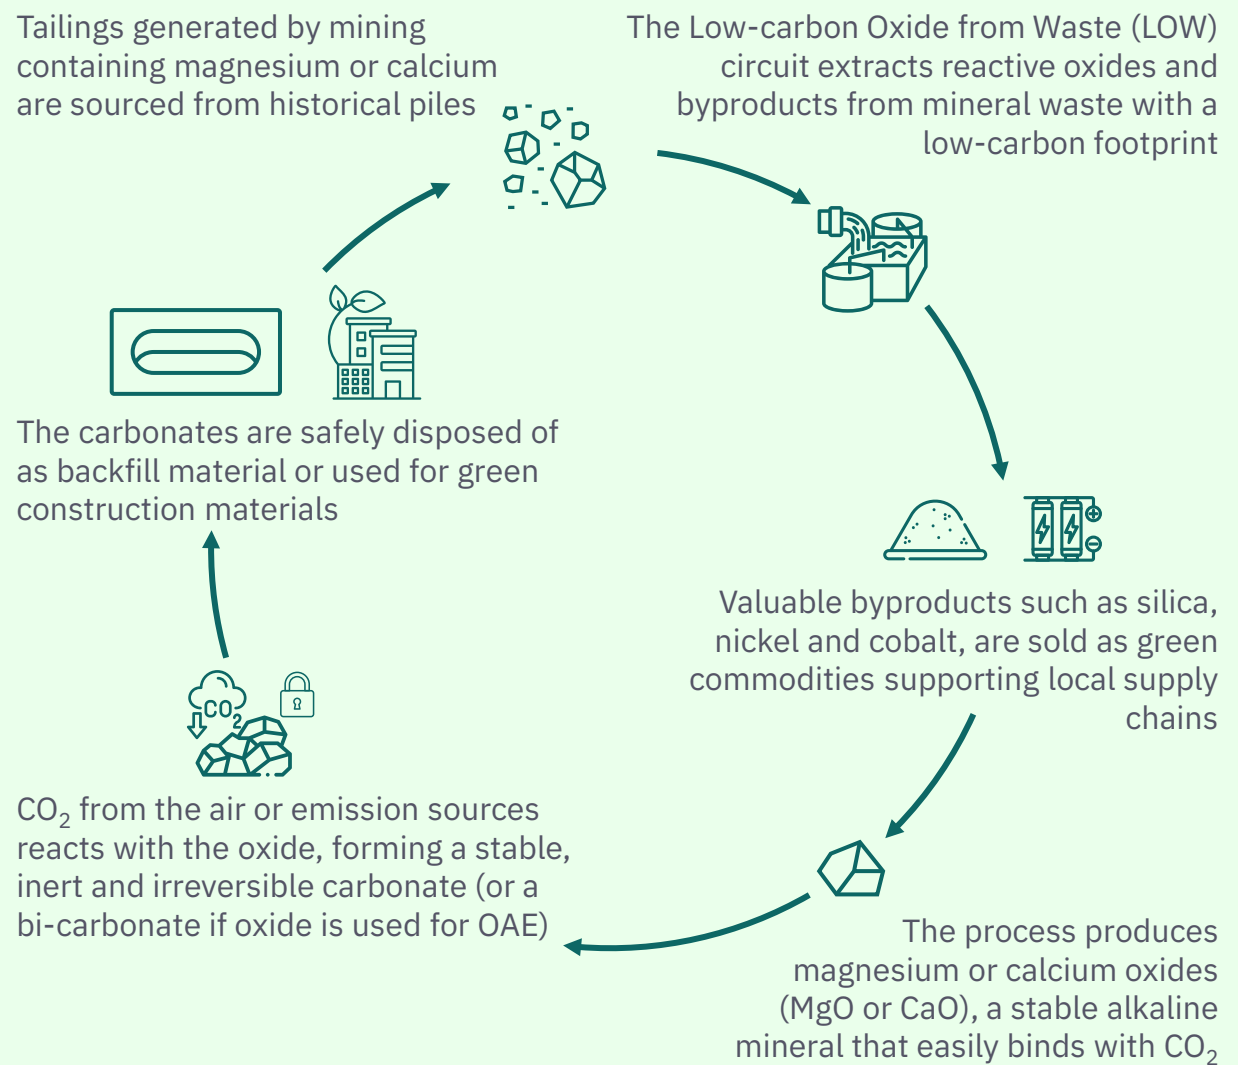 Tailings generated by mining
containing magnesium or calcium
are sourced from historical piles
The Low-carbon Oxide from Waste (LOW)
circuit extracts reactive oxides and
byproducts from mineral waste with a
low-carbon footprint
Valuable byproducts such as silica,
nickel and cobalt, are sold as green
commodities supporting local supply
chains
The process produces
magnesium or calcium oxides
(MgO or CaO), a stable alkaline
mineral that easily binds with CO₂
CO₂
CO₂ from the air or emission sources
reacts with the oxide, forming a stable,
inert and irreversible carbonate (or a
bi-carbonate if oxide is used for OAE)
The carbonates are safely disposed of
as backfill material or used for green
construction materials